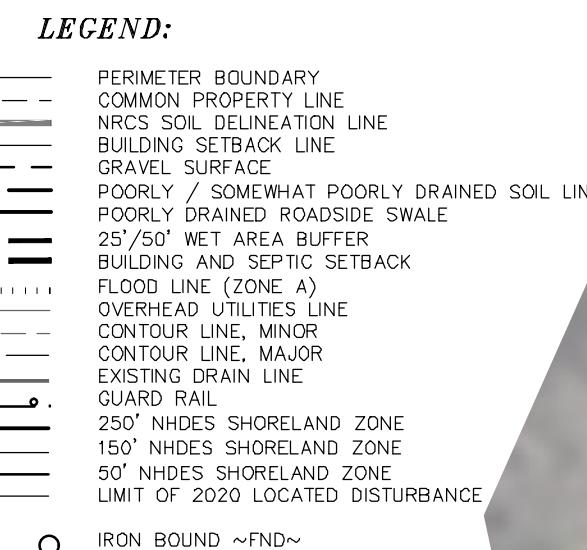 LEGEND:
PERIMETER BOUNDARY
COMMON PROPERTY LINE
NRCS SOIL DELINEATION LINE
BUILDING SETBACK LINE
GRAVEL SURFACE
POORLY / SOMEWHAT POORLY DRAINED SOIL LIN
POORLY DRAINED ROADSIDE SWALE
25'/50' WET AREA BUFFER
BUILDING AND SEPTIC SETBACK
FLOOD LINE (ZONE A)
OVERHEAD UTILITIES LINE
CONTOUR LINE, MINOR
CONTOUR LINE, MAJOR
EXISTING DRAIN LINE
GUARD RAIL
250' NHDES SHORELAND ZONE
150' NHDES SHORELAND ZONE
50' NHDES SHORELAND ZONE
LIMIT OF 2020 LOCATED DISTURBANCE
IRON BOUND ~FND~